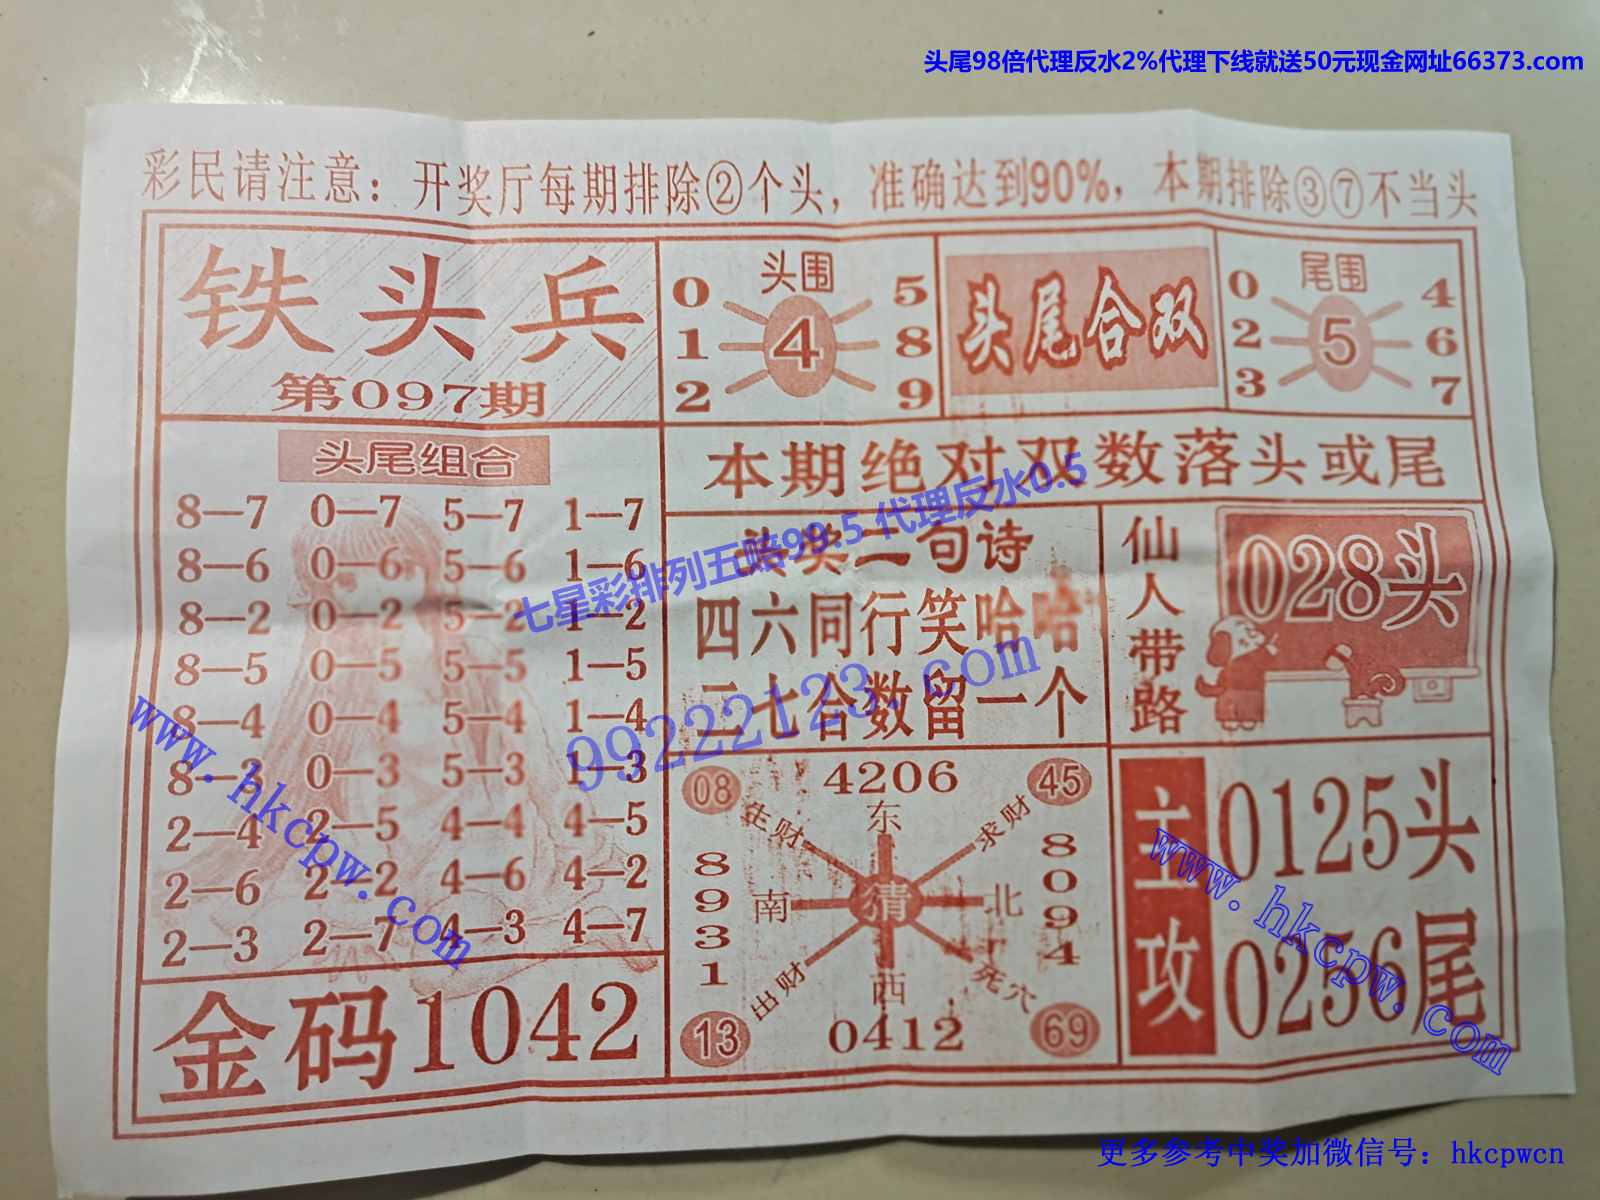 头尾98倍代理反水2%代理下线就送50元现金网址66373.com
彩民请注意：开奖厅每期排除②个头，准确达到90%，本期排除③⑦不当头
铁头兵
第097期
头围
0 5
1 4 8
2 9
头尾合双
尾围
0 4
2 5 6
3 7
头尾组合
8—7 0—7 5—7 1—7
8—6 0—6 5—6 1—6
8—2 0—2 5—2 1—2
8—5 0—5 5—5 1—5
8—4 0—4 5—4 1—4
8—3 0—3 5—3 1—3
2—4 2—5 4—4 4—5
2—6 2—2 4—6 4—2
2—3 2—7 4—3 4—7
金码1042
本期绝对双数落头或尾
七星彩排列五赔99.5 代理反水0.5
头奖二句诗
四六同行笑哈哈
二七合数留一个
99222123.com
仙人带路
028头
08 4206 45
生财 东 求财
8931 南 猜 北 8094
出财 西 死穴
13 0412 69
主攻
0125头
0256尾
www.hkcpw.com
www.hkcpw.com
更多参考中奖加微信号：hkcpwcn